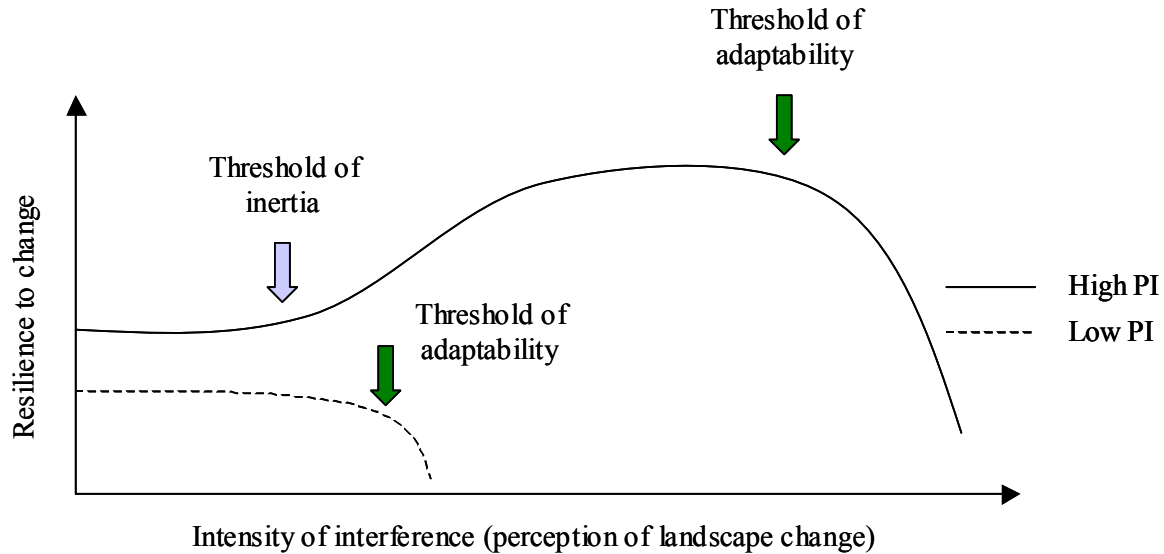 Threshold of
adaptability
Threshold of
inertia
Threshold of
adaptability
Resilience to change
High PI
Low PI
Intensity of interference (perception of landscape change)